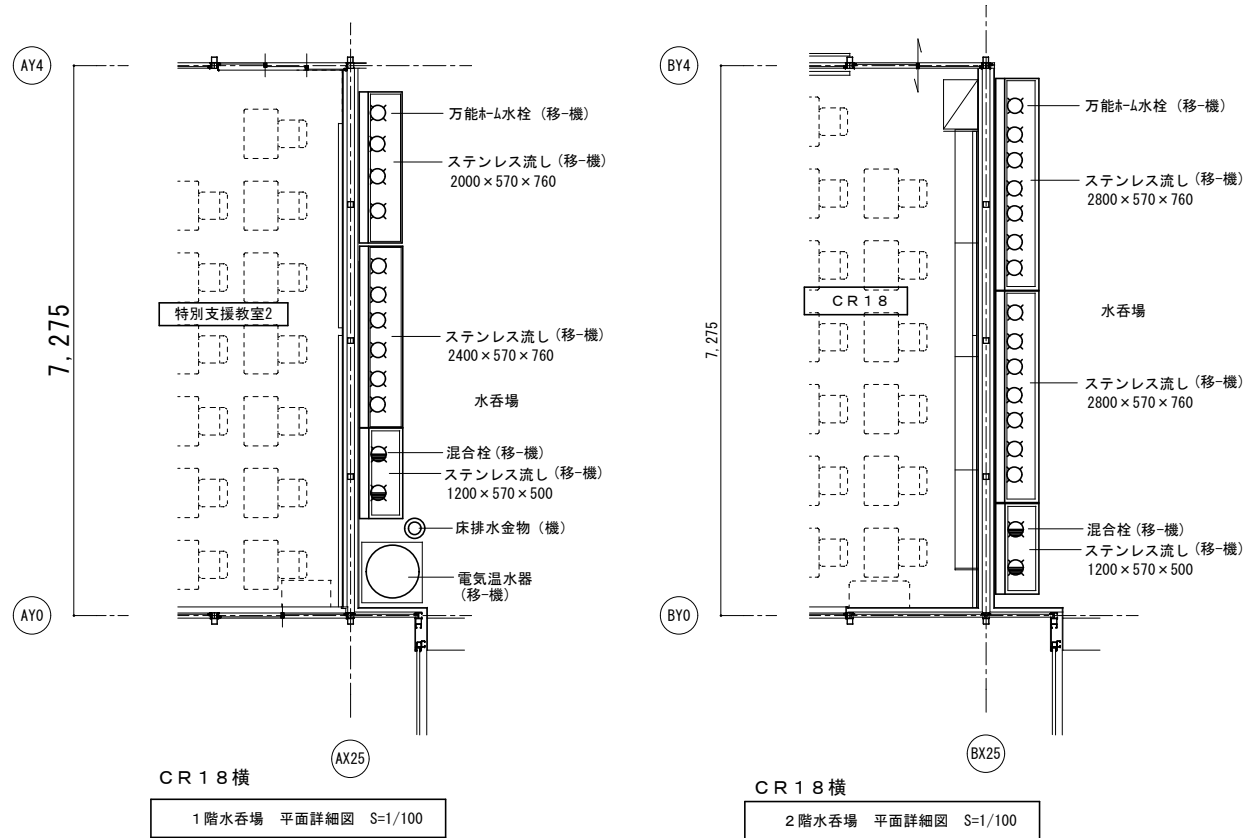 AY4
万能ホーム水栓 (移-機)
ステンレス流し (移-機)
2000×570×760
特別支援教室2
7,275
ステンレス流し (移-機)
2400×570×760
水呑場
混合栓 (移-機)
ステンレス流し (移-機)
1200×570×500
床排水金物 (機)
電気温水器
(移-機)
AY0
AX25
CR18横
1階水呑場 平面詳細図 S=1/100
BY4
万能ホーム水栓 (移-機)
ステンレス流し (移-機)
2800×570×760
CR18
水呑場
7,275
ステンレス流し (移-機)
2800×570×760
混合栓 (移-機)
ステンレス流し (移-機)
1200×570×500
BY0
BX25
CR18横
2階水呑場 平面詳細図 S=1/100